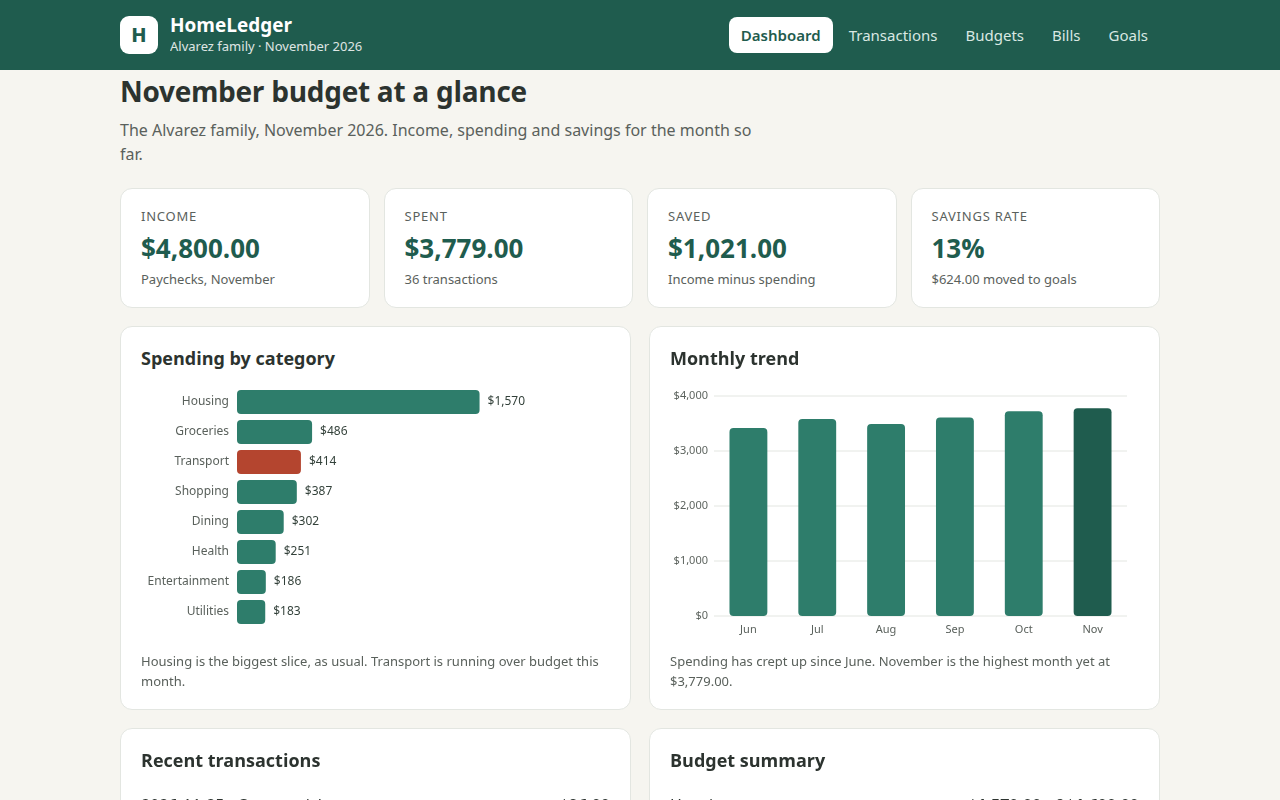 H
HomeLedger
Alvarez family · November 2026
Dashboard
Transactions
Budgets
Bills
Goals
November budget at a glance
The Alvarez family, November 2026. Income, spending and savings for the month so
far.
INCOME
$4,800.00
Paychecks, November
SPENT
$3,779.00
36 transactions
SAVED
$1,021.00
Income minus spending
SAVINGS RATE
13%
$624.00 moved to goals
Spending by category
Housing $1,570
Groceries $486
Transport $414
Shopping $387
Dining $302
Health $251
Entertainment $186
Utilities $183
Housing is the biggest slice, as usual. Transport is running over budget this
month.
Monthly trend
$4,000
$3,000
$2,000
$1,000
$0
Jun Jul Aug Sep Oct Nov
Spending has crept up since June. November is the highest month yet at
$3,779.00.
Recent transactions
Budget summary